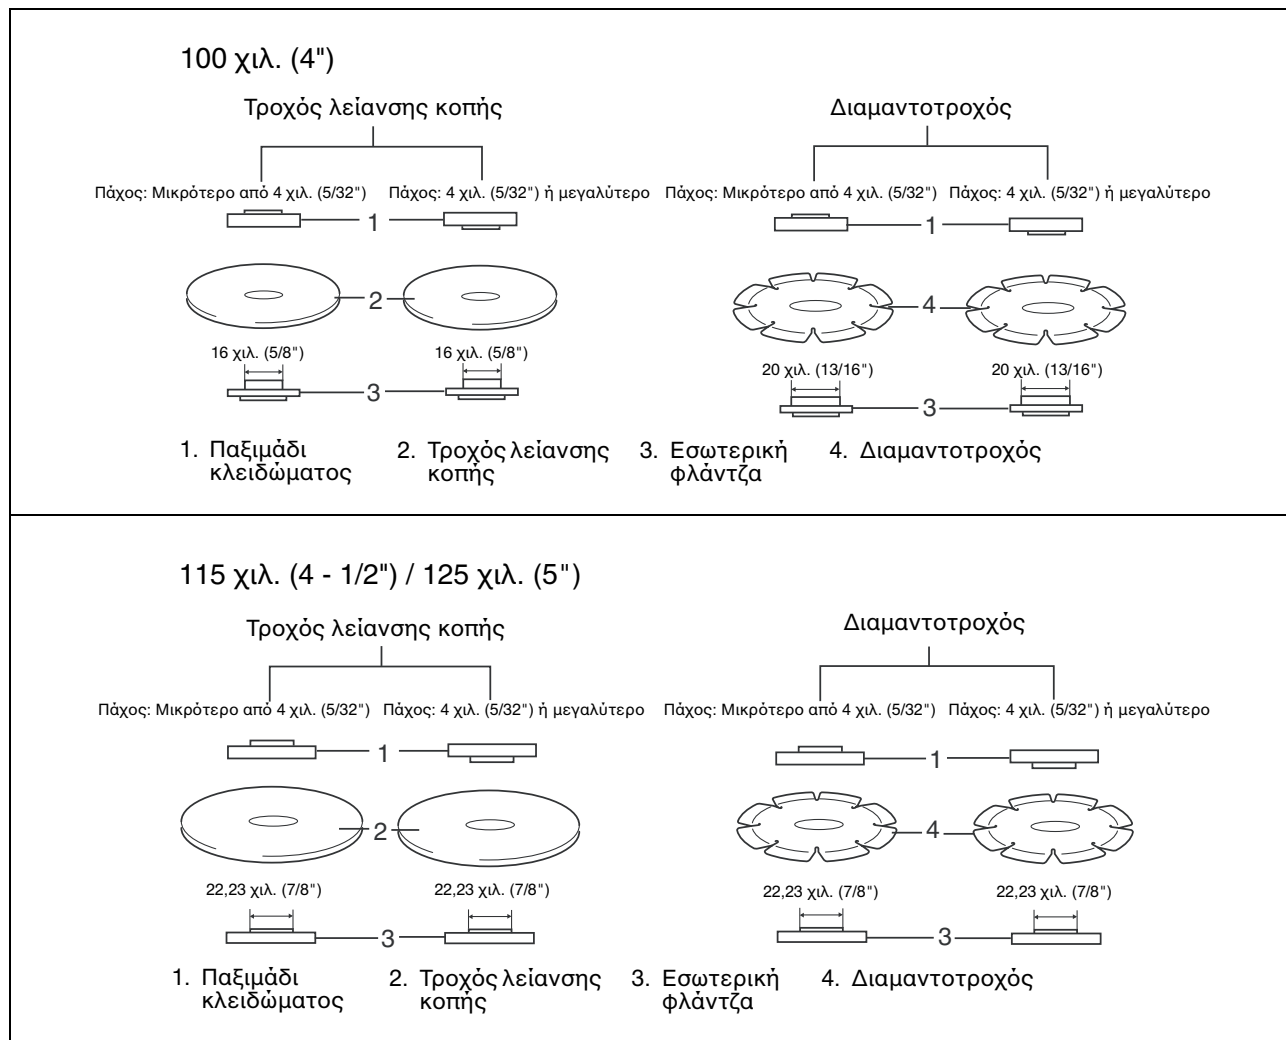 100 χιλ. (4")
Τροχός λείανσης κοπής
Διαμαντοτροχός
Πάχος: Μικρότερο από 4 χιλ. (5/32") Πάχος: 4 χιλ. (5/32") ή μεγαλύτερο
Πάχος: Μικρότερο από 4 χιλ. (5/32") Πάχος: 4 χιλ. (5/32") ή μεγαλύτερο
1
1
2
4
16 χιλ. (5/8")
16 χιλ. (5/8")
20 χιλ. (13/16")
20 χιλ. (13/16")
3
3
1. Παξιμάδι
κλειδώματος
2. Τροχός λείανσης
κοπής
3. Εσωτερική
φλάντζα
4. Διαμαντοτροχός
115 χιλ. (4 - 1/2") / 125 χιλ. (5")
Τροχός λείανσης κοπής
Διαμαντοτροχός
Πάχος: Μικρότερο από 4 χιλ. (5/32") Πάχος: 4 χιλ. (5/32") ή μεγαλύτερο
Πάχος: Μικρότερο από 4 χιλ. (5/32") Πάχος: 4 χιλ. (5/32") ή μεγαλύτερο
1
1
2
4
22,23 χιλ. (7/8")
22,23 χιλ. (7/8")
22,23 χιλ. (7/8")
22,23 χιλ. (7/8")
3
3
1. Παξιμάδι
κλειδώματος
2. Τροχός λείανσης
κοπής
3. Εσωτερική
φλάντζα
4. Διαμαντοτροχός